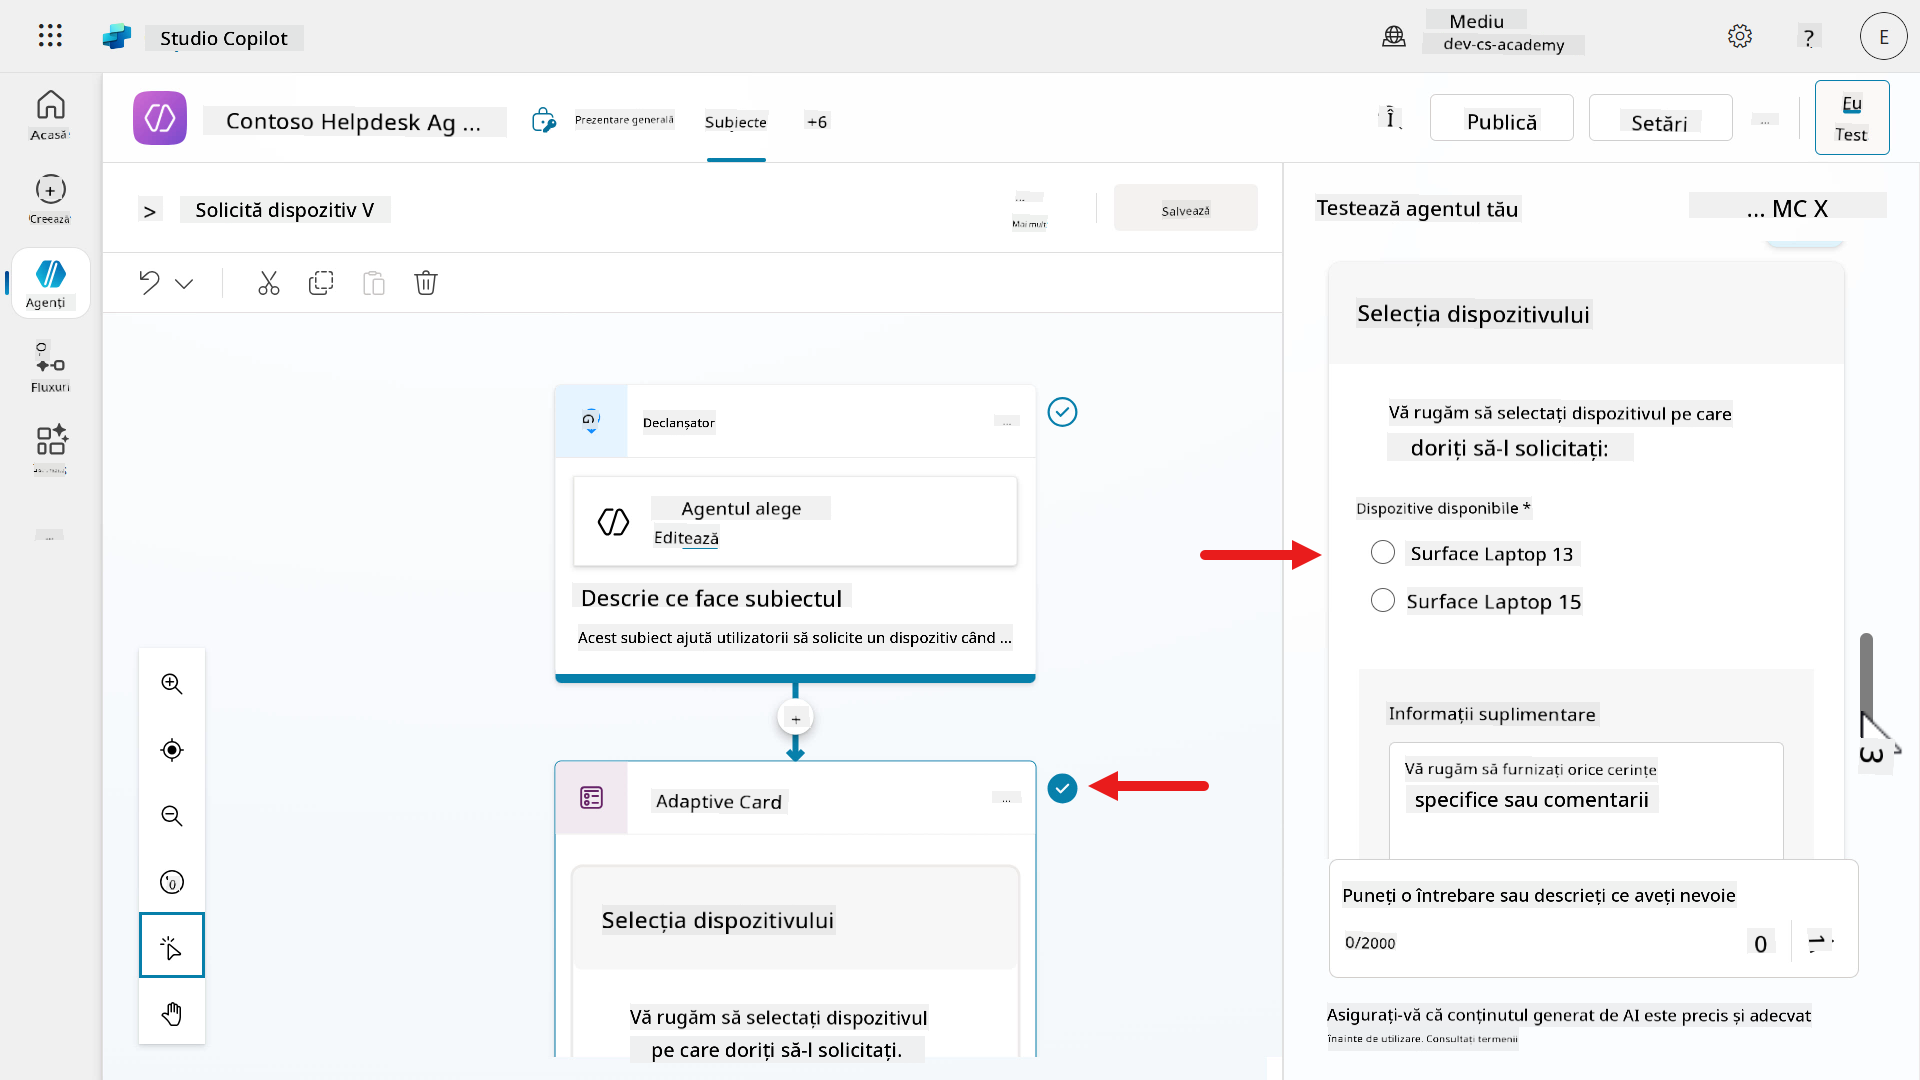 Studio Copilot
Mediu
dev-cs-academy
?
E
Acasă
Creează
Agenți
Fluxuri
Contoso Helpdesk Ag ...
Prezentare generală
Subiecte
+6
Publică
Setări
...
Eu
Test
> Solicită dispozitiv V
...
Mai mult
Salvează
Declanșator
...
Agentul alege
Editează
Descrie ce face subiectul
Acest subiect ajută utilizatorii să solicite un dispozitiv când ...
+
Adaptive Card
...
Selecția dispozitivului
Vă rugăm să selectați dispozitivul
pe care doriți să-l solicitați.
Testează agentul tău
... MC X
Selecția dispozitivului
Vă rugăm să selectați dispozitivul pe care
doriți să-l solicitați:
Dispozitive disponibile *
Surface Laptop 13
Surface Laptop 15
Informații suplimentare
Vă rugăm să furnizați orice cerințe
specifice sau comentarii
Puneți o întrebare sau descrieți ce aveți nevoie
0/2000
0
Asigurați-vă că conținutul generat de AI este precis și adecvat
înainte de utilizare. Consultați termenii